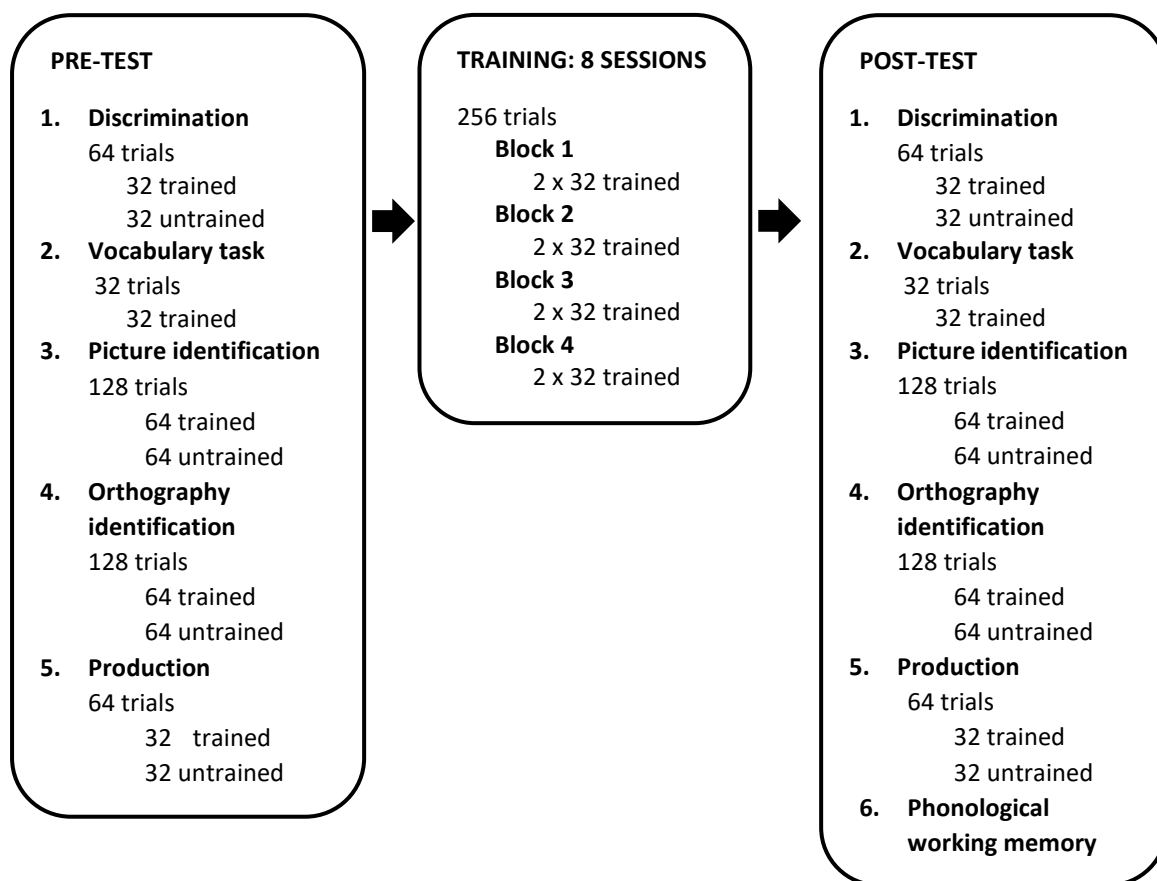 PRE-TEST
1. Discrimination
64 trials
32 trained
32 untrained
2. Vocabulary task
32 trials
32 trained
3. Picture identification
128 trials
64 trained
64 untrained
4. Orthography
identification
128 trials
64 trained
64 untrained
5. Production
64 trials
32 trained
32 untrained
TRAINING: 8 SESSIONS
256 trials
Block 1
2 x 32 trained
Block 2
2 x 32 trained
Block 3
2 x 32 trained
Block 4
2 x 32 trained
POST-TEST
1. Discrimination
64 trials
32 trained
32 untrained
2. Vocabulary task
32 trials
32 trained
3. Picture identification
128 trials
64 trained
64 untrained
4. Orthography
identification
128 trials
64 trained
64 untrained
5. Production
64 trials
32 trained
32 untrained
6. Phonological
working memory